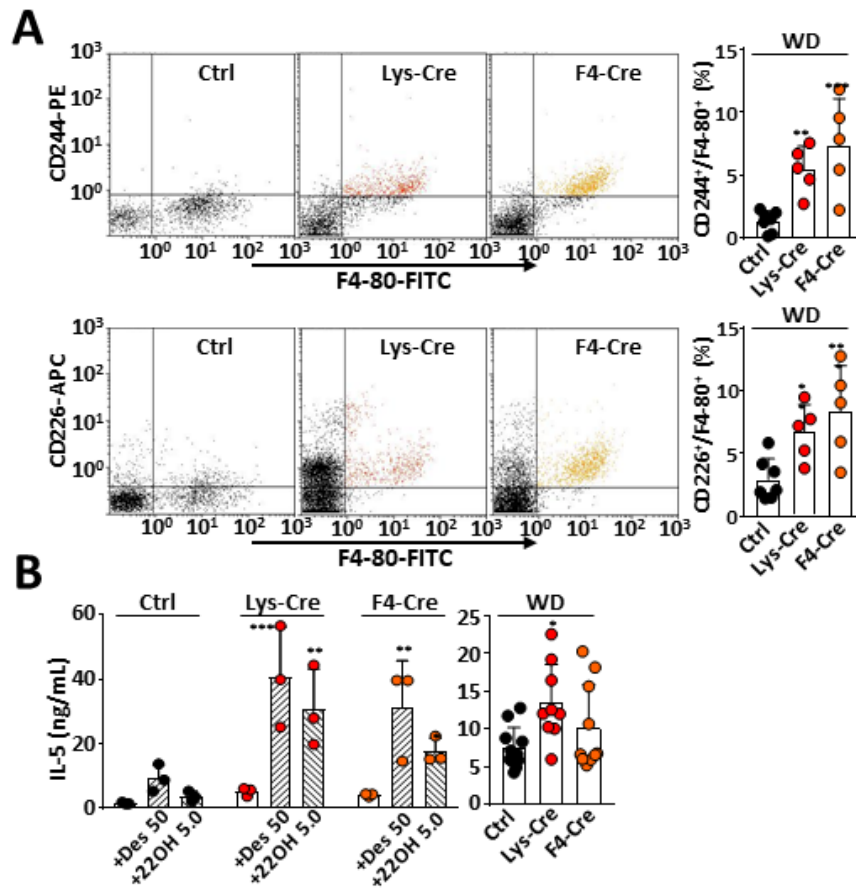 A
CD244-PE
10³
10²
10¹
10⁰
Ctrl
Lys-Cre
F4-Cre
10⁰ 10¹ 10² 10³ 10⁰ 10¹ 10² 10³ 10⁰ 10¹ 10² 10³
F4-80-FITC
WD
CD244⁺/F4-80⁺ (%)
15
10
5
0
**
***
Ctrl
Lys-Cre
F4-Cre
CD226-APC
10³
10²
10¹
10⁰
Ctrl
Lys-Cre
F4-Cre
10⁰ 10¹ 10² 10³ 10⁰ 10¹ 10² 10³ 10⁰ 10¹ 10² 10³
F4-80-FITC
WD
CD226⁺/F4-80⁺ (%)
15
10
5
0
*
**
Ctrl
Lys-Cre
F4-Cre
B
IL-5 (ng/mL)
60
40
20
0
Ctrl
Lys-Cre
F4-Cre
***
**
**
+Des 50
+22OH 5.0
+Des 50
+22OH 5.0
+Des 50
+22OH 5.0
WD
25
20
15
10
5
0
*
Ctrl
Lys-Cre
F4-Cre